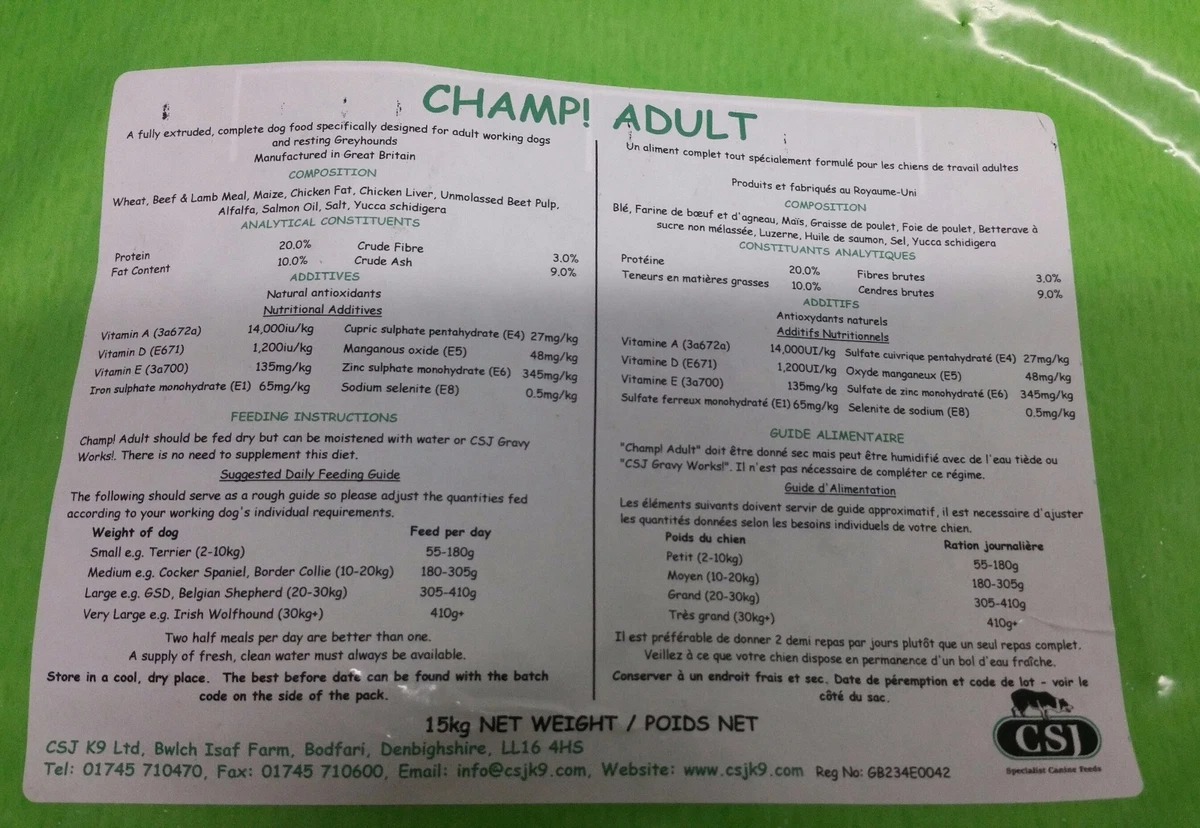 CHAMP! ADULT
A fully extruded, complete dog food specifically designed for adult working dogs
and resting Greyhounds
Manufactured in Great Britain
COMPOSITION
Wheat, Beef & Lamb Meal, Maize, Chicken Fat, Chicken Liver, Unmolassed Beet Pulp,
Alfalfa, Salmon Oil, Salt, Yucca schidigera
ANALYTICAL CONSTITUENTS
Protein 20.0% Crude Fibre 3.0%
Fat Content 10.0% Crude Ash 9.0%
ADDITIVES
Natural antioxidants
Nutritional Additives
Vitamin A (3a672a) 14,000iu/kg Cupric sulphate pentahydrate (E4) 27mg/kg
Vitamin D (E671) 1,200iu/kg Manganous oxide (E5) 48mg/kg
Vitamin E (3a700) 135mg/kg Zinc sulphate monohydrate (E6) 345mg/kg
Iron sulphate monohydrate (E1) 65mg/kg Sodium selenite (E8) 0.5mg/kg
FEEDING INSTRUCTIONS
Champ! Adult should be fed dry but can be moistened with water or CSJ Gravy
Works!. There is no need to supplement this diet.
Suggested Daily Feeding Guide
The following should serve as a rough guide so please adjust the quantities fed
according to your working dog's individual requirements.
Weight of dog Feed per day
Small e.g. Terrier (2-10kg) 55-180g
Medium e.g. Cocker Spaniel, Border Collie (10-20kg) 180-305g
Large e.g. GSD, Belgian Shepherd (20-30kg) 305-410g
Very Large e.g. Irish Wolfhound (30kg+) 410g+
Two half meals per day are better than one.
A supply of fresh, clean water must always be available.
Store in a cool, dry place. The best before date can be found with the batch
code on the side of the pack.
Un aliment complet tout spécialement formulé pour les chiens de travail adultes
Produits et fabriqués au Royaume-Uni
COMPOSITION
Blé, Farine de bœuf et d'agneau, Maïs, Graisse de poulet, Foie de poulet, Betterave à
sucre non mélassée, Luzerne, Huile de saumon, Sel, Yucca schidigera
CONSTITUANTS ANALYTIQUES
Protéine 20.0% Fibres brutes 3.0%
Teneurs en matières grasses 10.0% Cendres brutes 9.0%
ADDITIFS
Antioxydants naturels
Additifs Nutritionnels
Vitamine A (3a672a) 14,000UI/kg Sulfate cuivrique pentahydraté (E4) 27mg/kg
Vitamine D (E671) 1,200UI/kg Oxyde manganeux (E5) 48mg/kg
Vitamine E (3a700) 135mg/kg Sulfate de zinc monohydraté (E6) 345mg/kg
Sulfate ferreux monohydraté (E1) 65mg/kg Selenite de sodium (E8) 0.5mg/kg
GUIDE ALIMENTAIRE
"Champ! Adult" doit être donné sec mais peut être humidifié avec de l'eau tiède ou
"CSJ Gravy Works!". Il n'est pas nécessaire de compléter ce régime.
Guide d'Alimentation
Les éléments suivants doivent servir de guide approximatif, il est necessaire d'ajuster
les quantités données selon les besoins individuels de votre chien.
Poids du chien Ration journalière
Petit (2-10kg) 55-180g
Moyen (10-20kg) 180-305g
Grand (20-30kg) 305-410g
Très grand (30kg+) 410g+
Il est préférable de donner 2 demi repas par jours plutôt que un seul repas complet.
Veillez à ce que votre chien dispose en permanence d'un bol d'eau fraîche.
Conserver à un endroit frais et sec. Date de péremption et code de lot - voir le
côté du sac.
15kg NET WEIGHT / POIDS NET
CSJ K9 Ltd, Bwlch Isaf Farm, Bodfari, Denbighshire, LL16 4HS
Tel: 01745 710470, Fax: 01745 710600, Email: info@csjk9.com, Website: www.csjk9.com Reg No: GB234E0042
CSJ
Specialist Canine Feeds